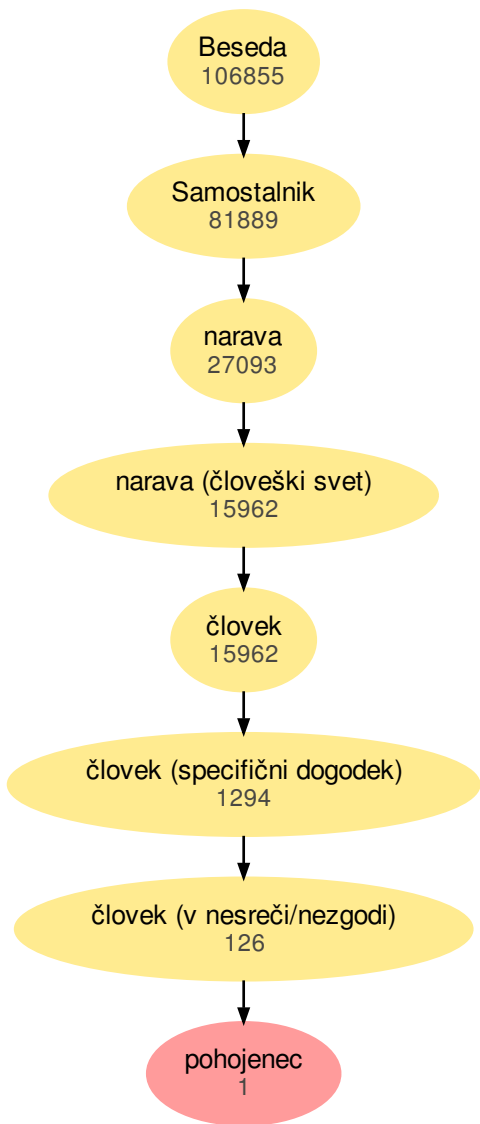 Beseda
106855
Samostalnik
81889
narava
27093
narava (človeški svet)
15962
človek
15962
človek (specifični dogodek)
1294
človek (v nesreči/nezgodi)
126
pohojenec
1